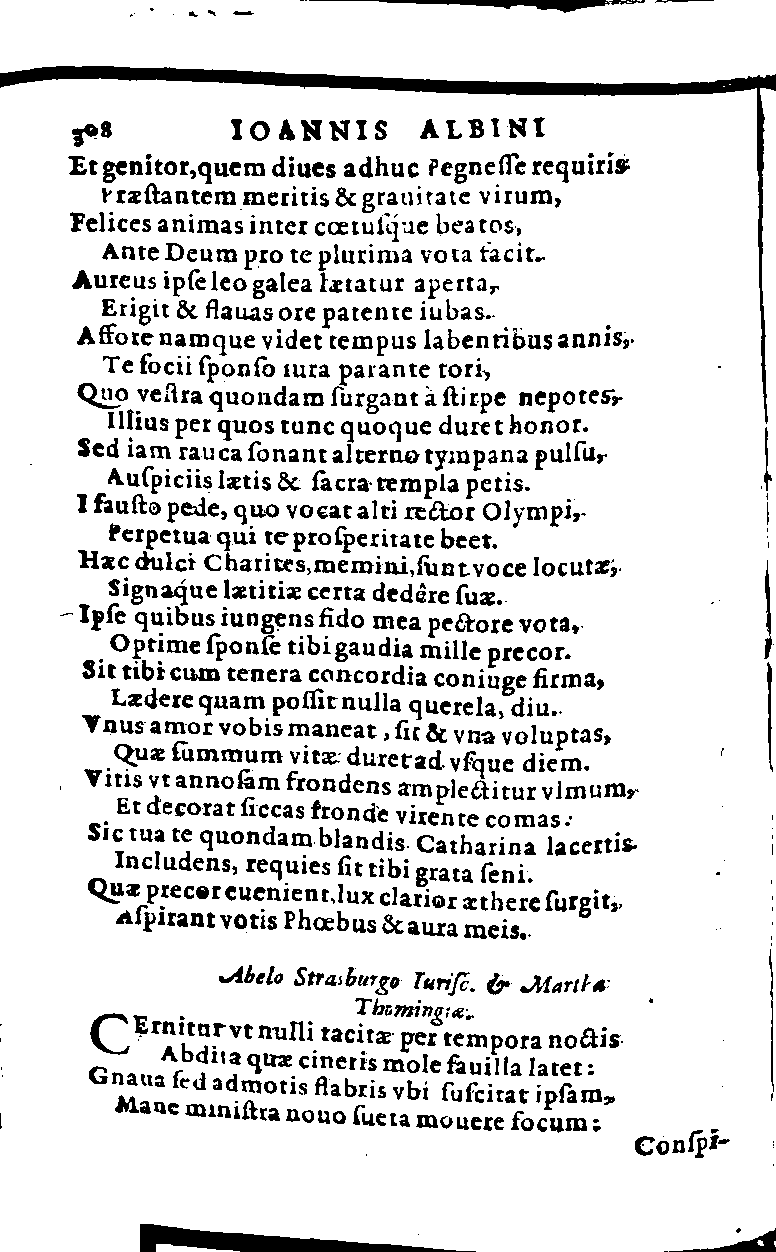 308 IOANNIS ALBINI
Et genitor, quem diues adhuc Pegnesse requiris
Præstantem meritis & grauitate virum,
Felices animas inter cœtusq́ue beatos,
Ante Deum pro te plurima vota facit.
Aureus ipse leo galea lætatur aperta,
Erigit & flauas ore patente iubas.
Affore namque videt tempus labentibus annis,
Te socii sponso iura parante tori,
Quo vestra quondam surgant à stirpe nepotes,
Illius per quos tunc quoque duret honor.
Sed iam rauca sonant alterno tympana pulsu,
Auspiciis lætis & sacra templa petis.
I fausto pede, quo vocat alti rector Olympi,
Perpetua qui te prosperitate beet.
Hæc dulci Charites, memini, sunt voce locutæ,
Signaq́ue lætitiæ certa dedêre suæ.
Ipse quibus iungens fido mea pectore vota,
Optime sponse tibi gaudia mille precor.
Sit tibi cum tenera concordia coniuge firma,
Lædere quam possit nulla querela, diu.
Vnus amor vobis maneat, sit & vna voluptas,
Quæ summum vitæ duret ad vsque diem.
Vitis vt annosam frondens amplectitur vlmum,
Et decorat siccas fronde virente comas:
Sic tua te quondam blandis Catharina lacertis
Includens, requies sit tibi grata seni.
Quæ precor euenient, lux clarior æthere surgit,
Aspirant votis Phœbus & aura meis.
Abelo Strasburgo Iurisc. & Martha
Thomingiæ.
CErnitur vt nulli tacitæ per tempora noctis
Abdita quæ cineris mole fauilla latet:
Gnaua sed admotis flabris vbi suscitat ipsam,
Mane ministra nouo sueta mouere focum:
Conspi-